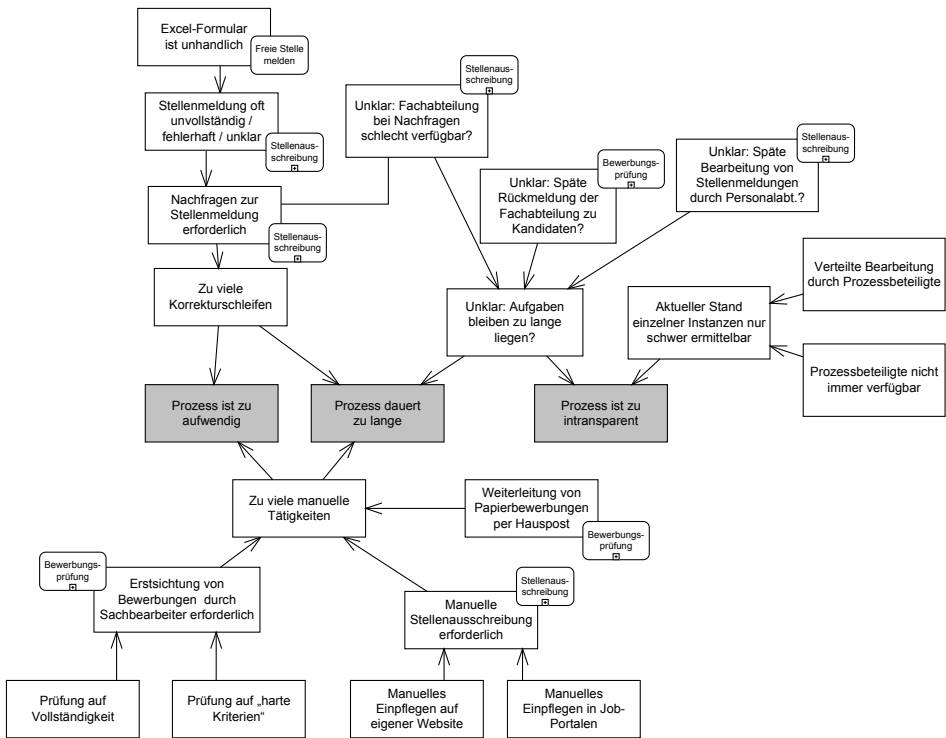 Excel-Formular
ist unhandlich
Freie Stelle
melden
Stellenmeldung oft
unvollständig /
fehlerhaft / unklar
Stellenaus-
schreibung
Unklar: Fachabteilung
bei Nachfragen
schlecht verfügbar?
Stellenaus-
schreibung
Unklar: Späte
Rückmeldung der
Fachabteilung zu
Kandidaten?
Bewerbungs-
prüfung
Unklar: Späte
Bearbeitung von
Stellenmeldungen
durch Personalabt.?
Stellenaus-
schreibung
Nachfragen zur
Stellenmeldung
erforderlich
Stellenaus-
schreibung
Zu viele
Korrekturschleifen
Unklar: Aufgaben
bleiben zu lange
liegen?
Aktueller Stand
einzelner Instanzen nur
schwer ermittelbar
Verteilte Bearbeitung
durch Prozessbeteiligte
Prozessbeteiligte nicht
immer verfügbar
Prozess ist zu
aufwendig
Prozess dauert
zu lange
Prozess ist zu
intransparent
Zu viele manuelle
Tätigkeiten
Weiterleitung von
Papierbewerbungen
per Hauspost
Bewerbungs-
prüfung
Bewerbungs-
prüfung
Erstsichtung von
Bewerbungen durch
Sachbearbeiter erforderlich
Stellenaus-
schreibung
Manuelle
Stellenausschreibung
erforderlich
Prüfung auf
Vollständigkeit
Prüfung auf „harte
Kriterien“
Manuelles
Einpflegen auf
eigener Website
Manuelles
Einpflegen in Job-
Portalen